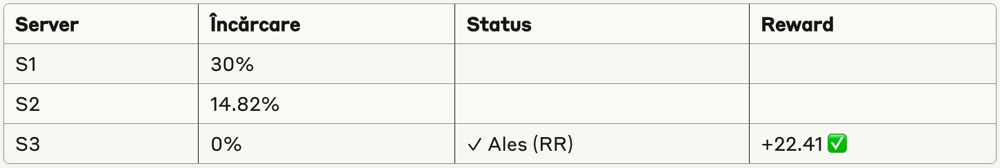 Server Încărcare Status Reward
S1 30%
S2 14.82%
S3 0% ✓ Ales (RR) +22.41 ✅